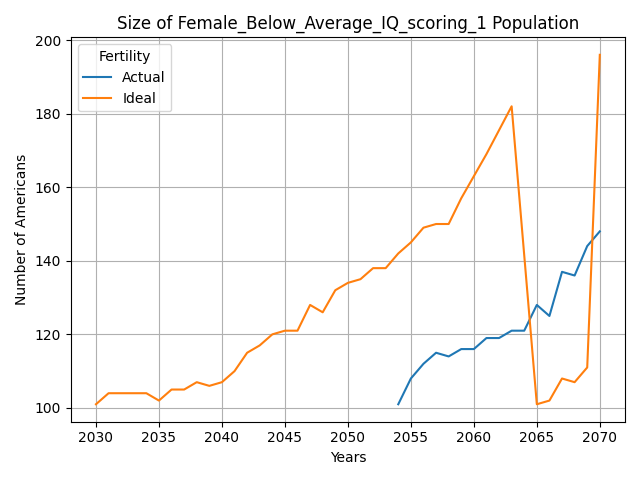 Size of Female_Below_Average_IQ_scoring_1 Population
Fertility
Actual
Ideal
Number of Americans
200
180
160
140
120
100
2030 2035 2040 2045 2050 2055 2060 2065 2070
Years